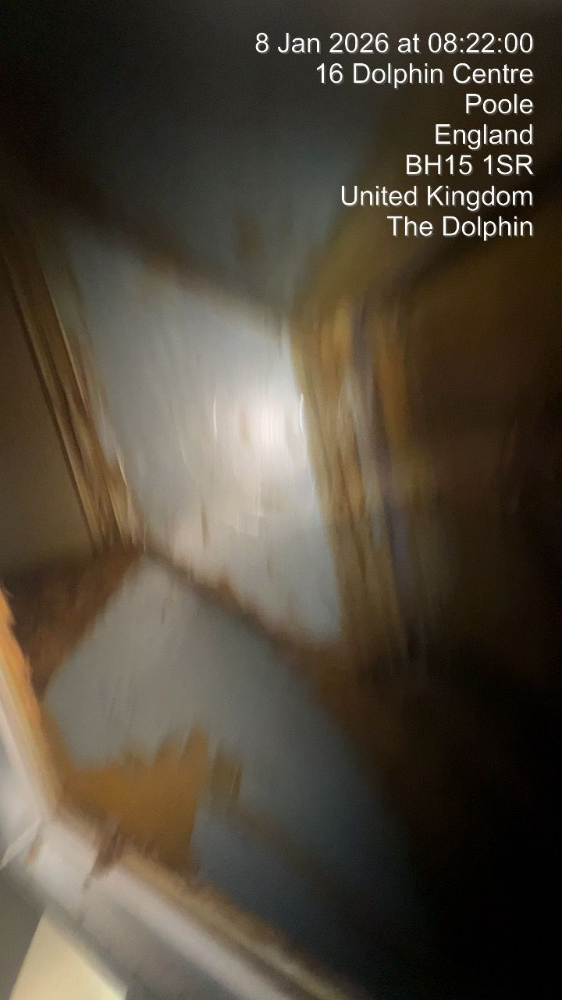 8 Jan 2026 at 08:22:00
16 Dolphin Centre
Poole
England
BH15 1SR
United Kingdom
The Dolphin